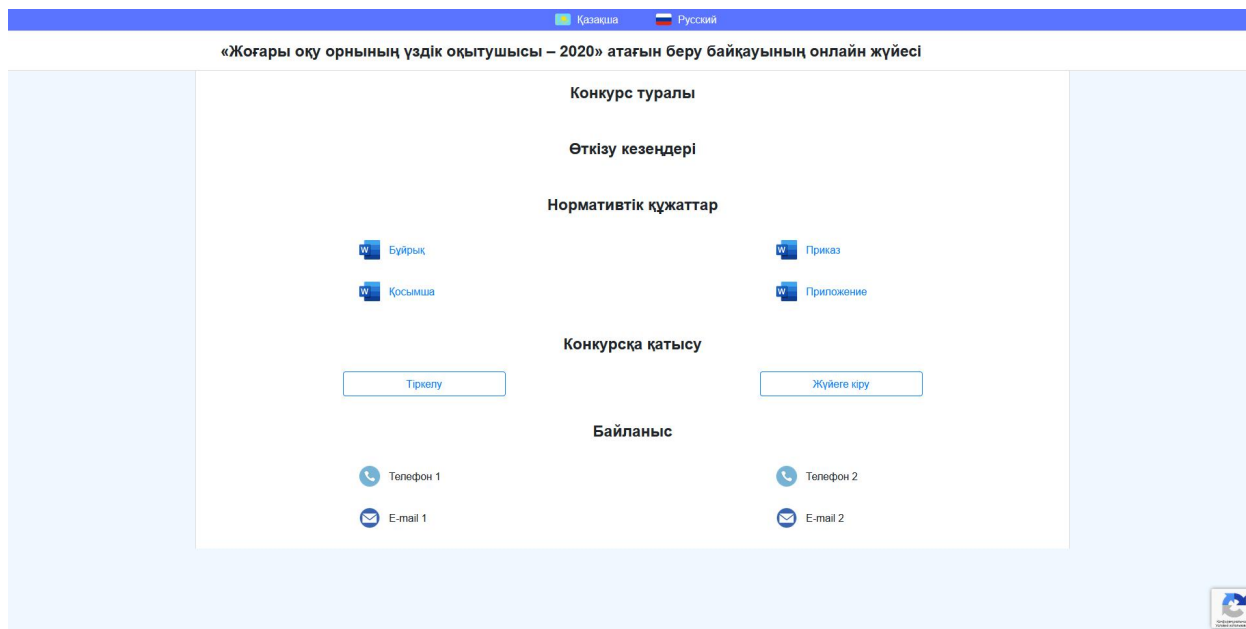 Қазақша Русский
«Жоғары оқу орнының үздік оқытушысы – 2020» атағын беру байқауының онлайн жүйесі
Конкурс туралы
Өткізу кезеңдері
Нормативтік құжаттар
Бұйрық Приказ
Қосымша Приложение
Конкурсқа қатысу
Тіркелу Жүйеге кіру
Байланыс
Телефон 1 Телефон 2
E-mail 1 E-mail 2